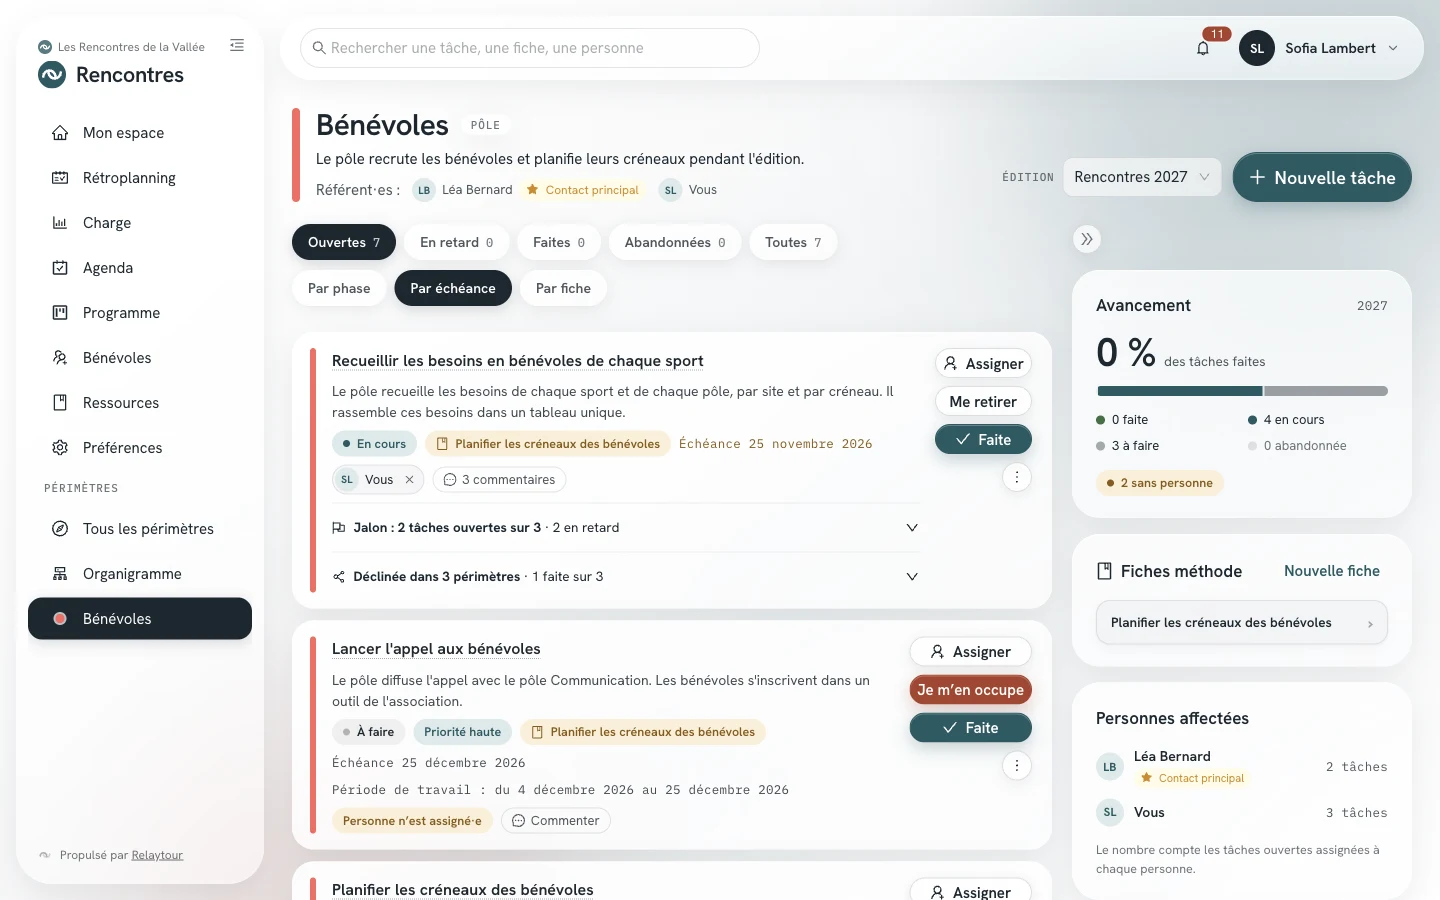 Les Rencontres de la Vallée
Rencontres
Mon espace
Rétroplanning
Charge
Agenda
Programme
Bénévoles
Ressources
Préférences
PÉRIMÈTRES
Tous les périmètres
Organigramme
Bénévoles
Propulsé par Relaytour
Rechercher une tâche, une fiche, une personne
11
SL
Sofia Lambert
Bénévoles
PÔLE
Le pôle recrute les bénévoles et planifie leurs créneaux pendant l'édition.
Référent·es :
LB
Léa Bernard
Contact principal
SL
Vous
ÉDITION
Rencontres 2027
Nouvelle tâche
Ouvertes 7
En retard 0
Faites 0
Abandonnées 0
Toutes 7
Par phase
Par échéance
Par fiche
Recueillir les besoins en bénévoles de chaque sport
Le pôle recueille les besoins de chaque sport et de chaque pôle, par site et par créneau. Il
rassemble ces besoins dans un tableau unique.
En cours
Planifier les créneaux des bénévoles
Échéance 25 novembre 2026
SL
Vous
3 commentaires
Jalon : 2 tâches ouvertes sur 3 · 2 en retard
Déclinée dans 3 périmètres · 1 faite sur 3
Assigner
Me retirer
Faite
Lancer l'appel aux bénévoles
Le pôle diffuse l'appel avec le pôle Communication. Les bénévoles s'inscrivent dans un
outil de l'association.
À faire
Priorité haute
Planifier les créneaux des bénévoles
Échéance 25 décembre 2026
Période de travail : du 4 décembre 2026 au 25 décembre 2026
Personne n’est assigné·e
Commenter
Assigner
Je m’en occupe
Faite
Planifier les créneaux des bénévoles
Assigner
Avancement
2027
0 %
des tâches faites
0 faite
4 en cours
3 à faire
0 abandonnée
2 sans personne
Fiches méthode
Nouvelle fiche
Planifier les créneaux des bénévoles
Personnes affectées
LB
Léa Bernard
Contact principal
2 tâches
SL
Vous
3 tâches
Le nombre compte les tâches ouvertes assignées à
chaque personne.